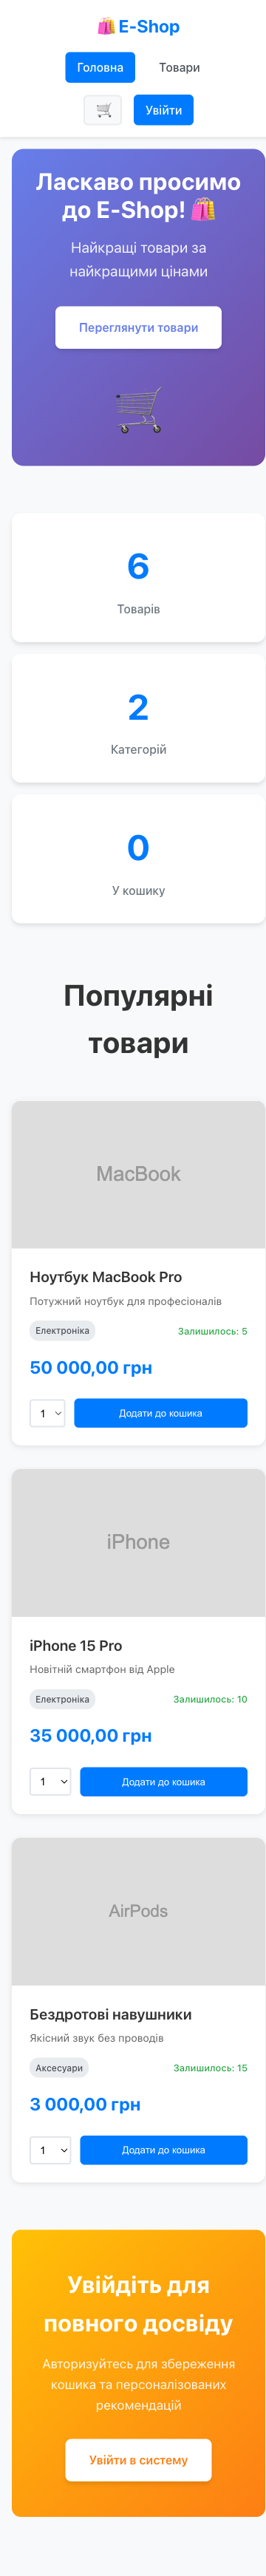 E-Shop
Головна Товари
Увійти
Ласкаво просимо
до E-Shop!
Найкращі товари за
найкращими цінами
Переглянути товари
6
Товарів
2
Категорій
0
У кошику
Популярні
товари
MacBook
Ноутбук MacBook Pro
Потужний ноутбук для професіоналів
Електроніка Залишилось: 5
50 000,00 грн
1 Додати до кошика
iPhone
iPhone 15 Pro
Новітній смартфон від Apple
Електроніка Залишилось: 10
35 000,00 грн
1 Додати до кошика
AirPods
Бездротові навушники
Якісний звук без проводів
Аксесуари Залишилось: 15
3 000,00 грн
1 Додати до кошика
Увійдіть для
повного досвіду
Авторизуйтесь для збереження
кошика та персоналізованих
рекомендацій
Увійти в систему